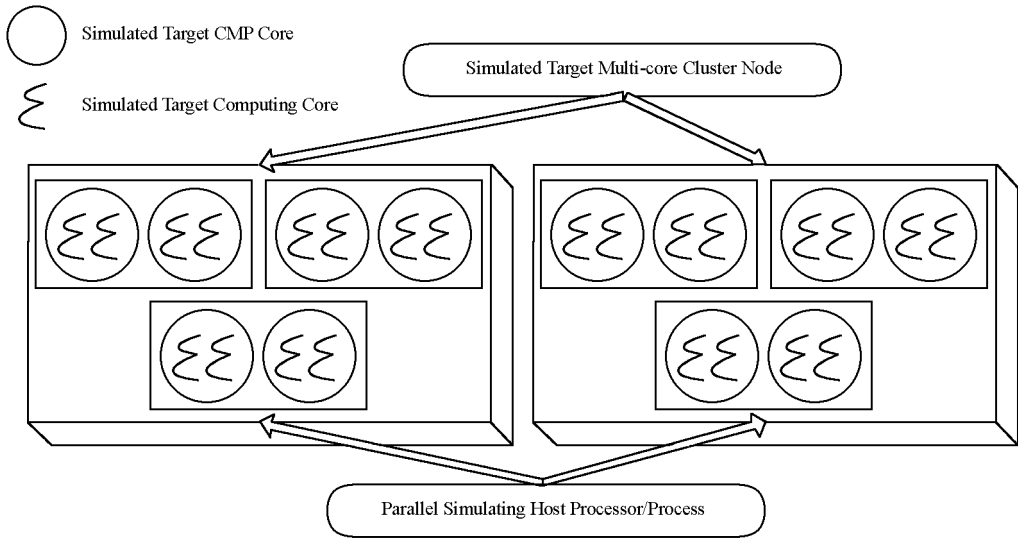 Simulated Target CMP Core
Simulated Target Multi-core Cluster Node
Simulated Target Computing Core
Parallel Simulating Host Processor/Process